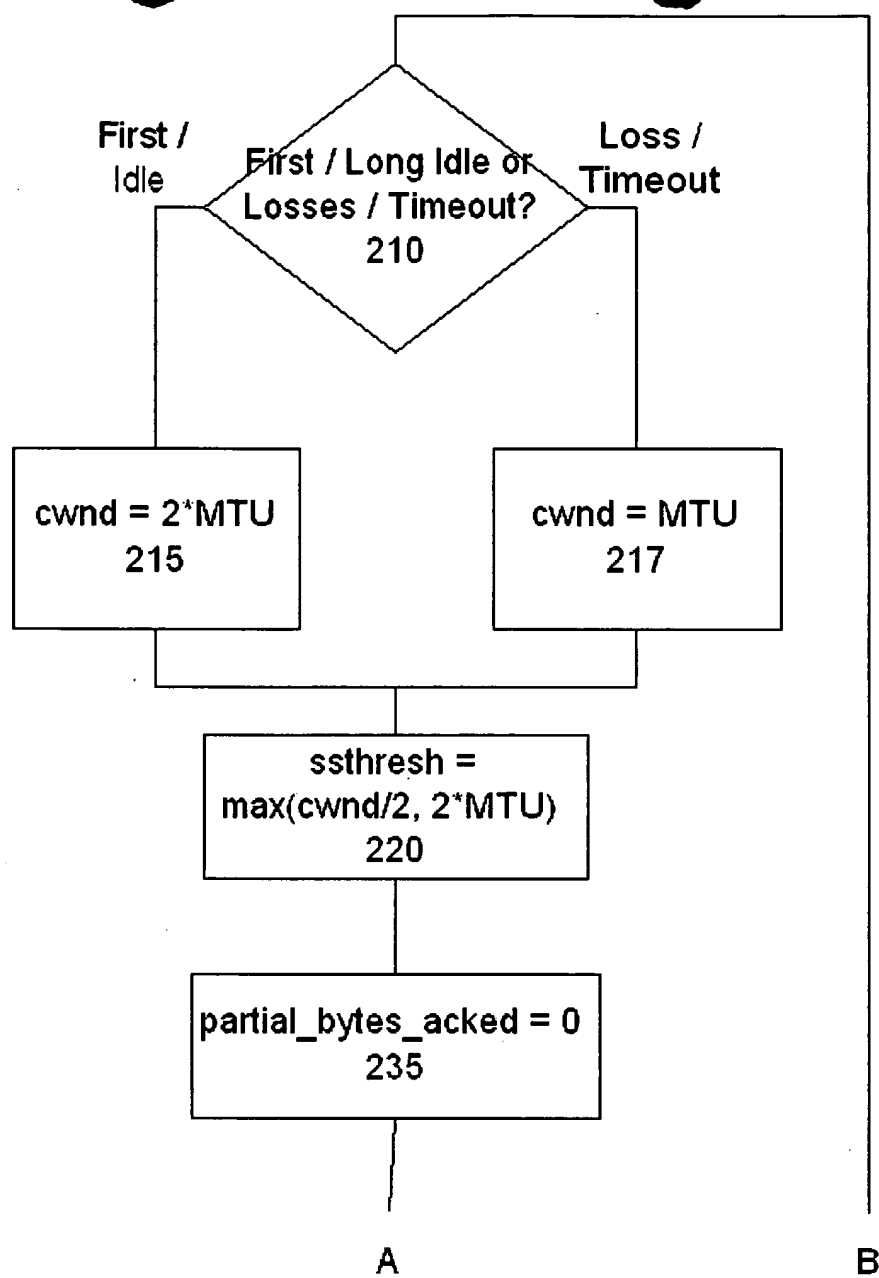 First /
Idle
First / Long Idle or
Losses / Timeout?
210
Loss /
Timeout
cwnd = 2*MTU
215
cwnd = MTU
217
ssthresh =
max(cwnd/2, 2*MTU)
220
partial_bytes_acked = 0
235
A
B